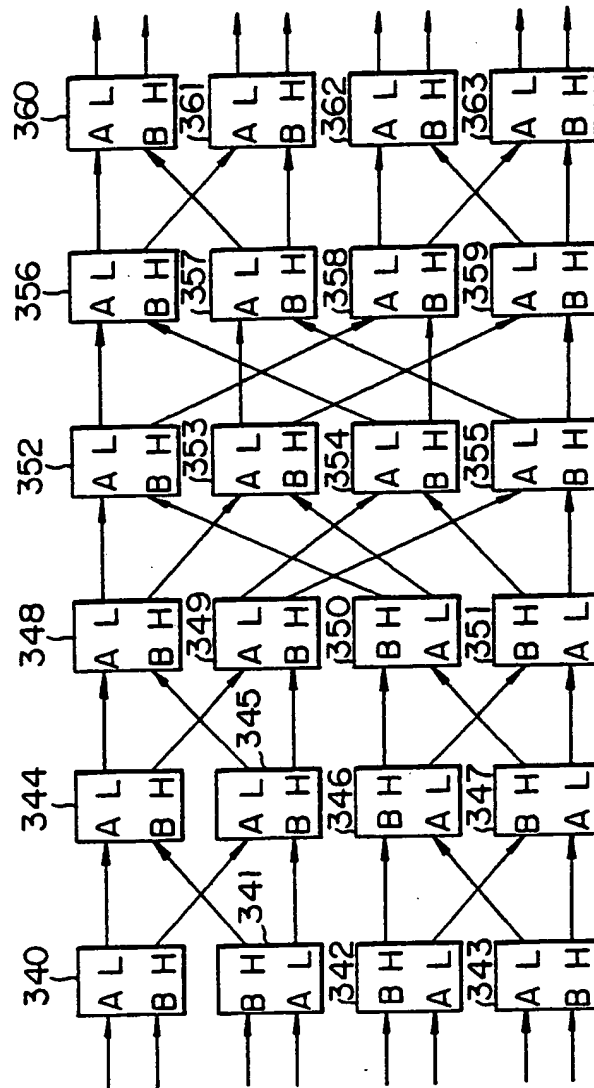 340 344 348 352 356 360
A L A L A L A L A L A L
B H B H B H B H B H B H
341 345 349 353 357 361
B H A L A L A L A L A L
A L B H B H B H B H B H
342 346 350 354 358 362
B H B H B H A L A L A L
A L A L A L B H B H B H
343 347 351 355 359 363
A L B H B H A L A L A L
B H A L A L B H B H B H